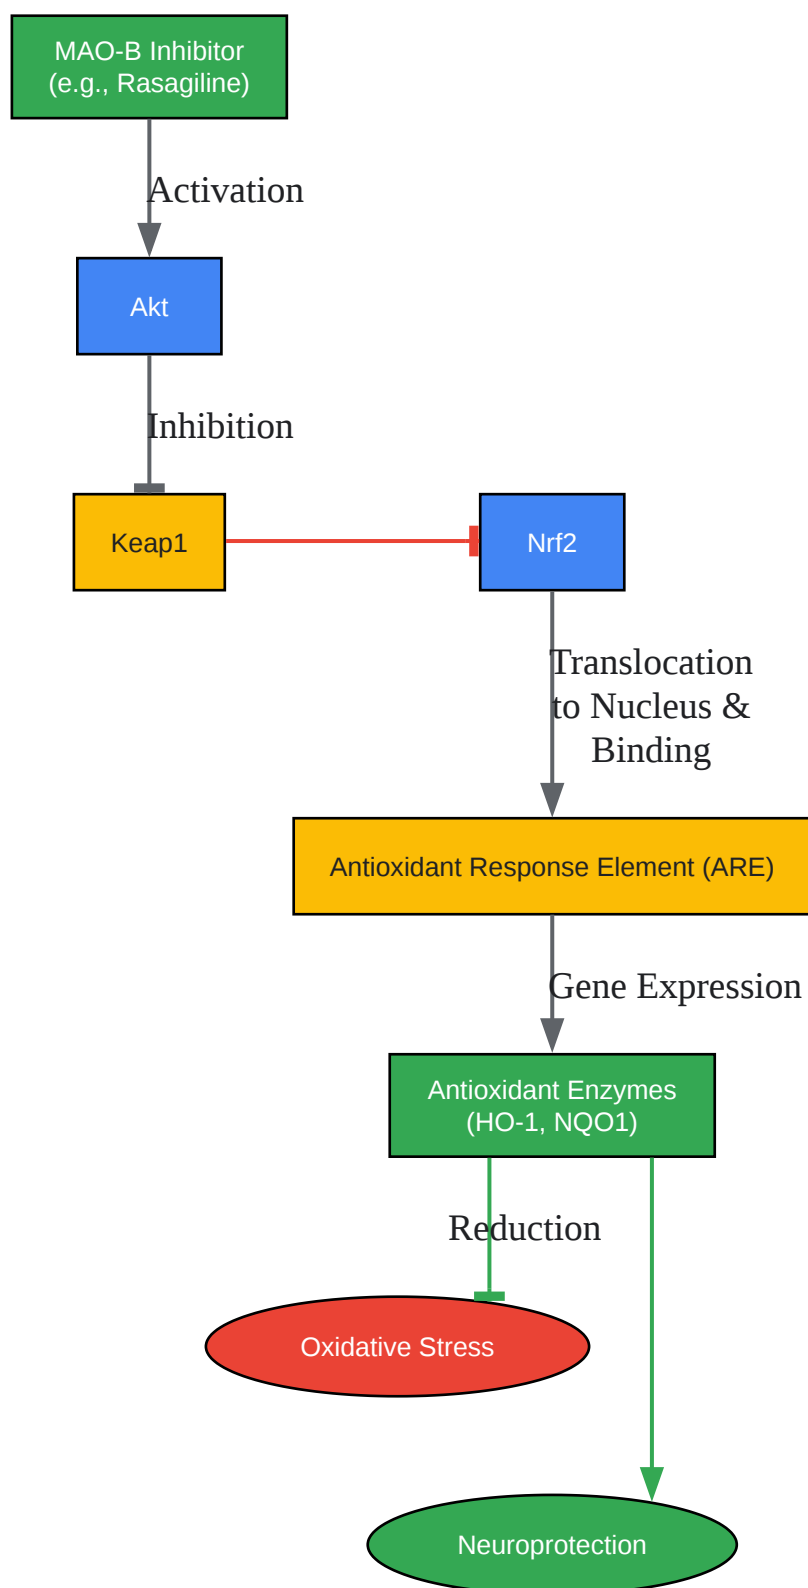 MAO-B Inhibitor
(e.g., Rasagiline)
Activation
Akt
Inhibition
Keap1
Nrf2
Translocation
to Nucleus &
Binding
Antioxidant Response Element (ARE)
Gene Expression
Antioxidant Enzymes
(HO-1, NQO1)
Reduction
Oxidative Stress
Neuroprotection